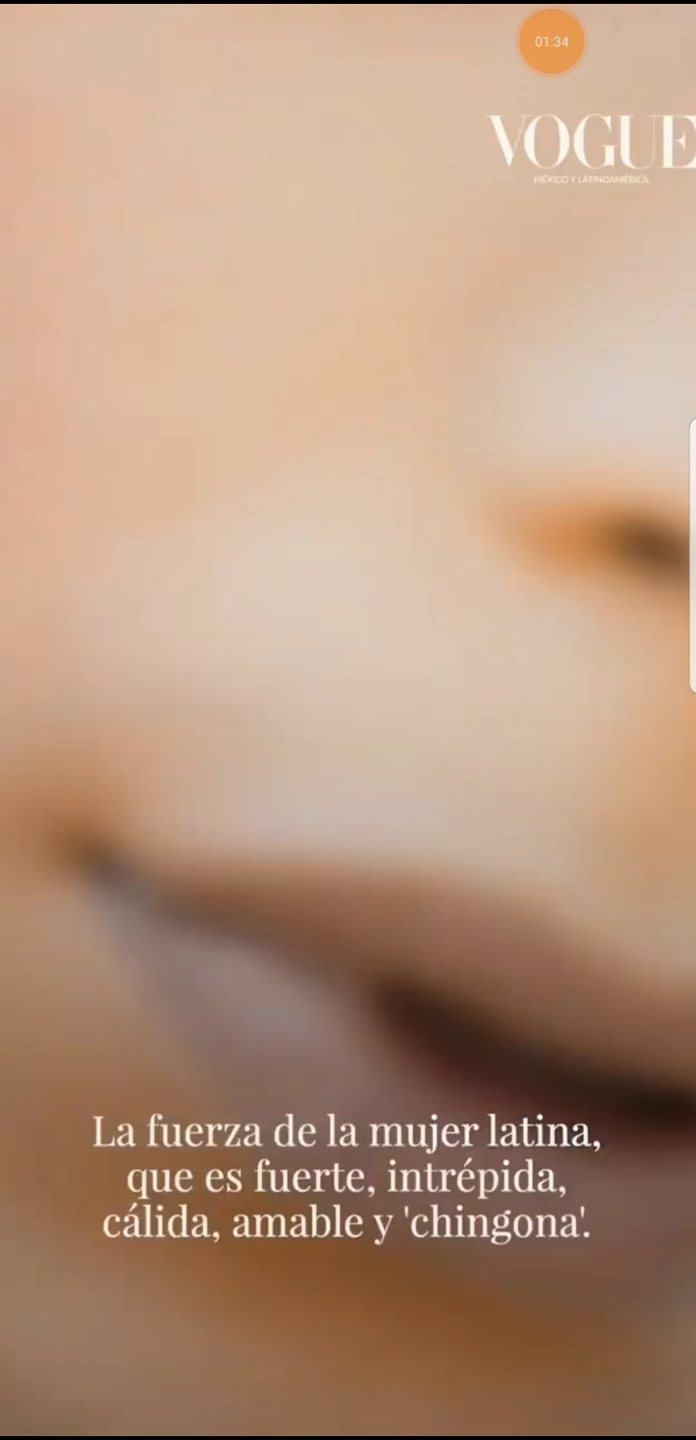 01:34
VOGUE
MÉXICO Y LATINOAMÉRICA
La fuerza de la mujer latina,
que es fuerte, intrépida,
cálida, amable y 'chingona'.